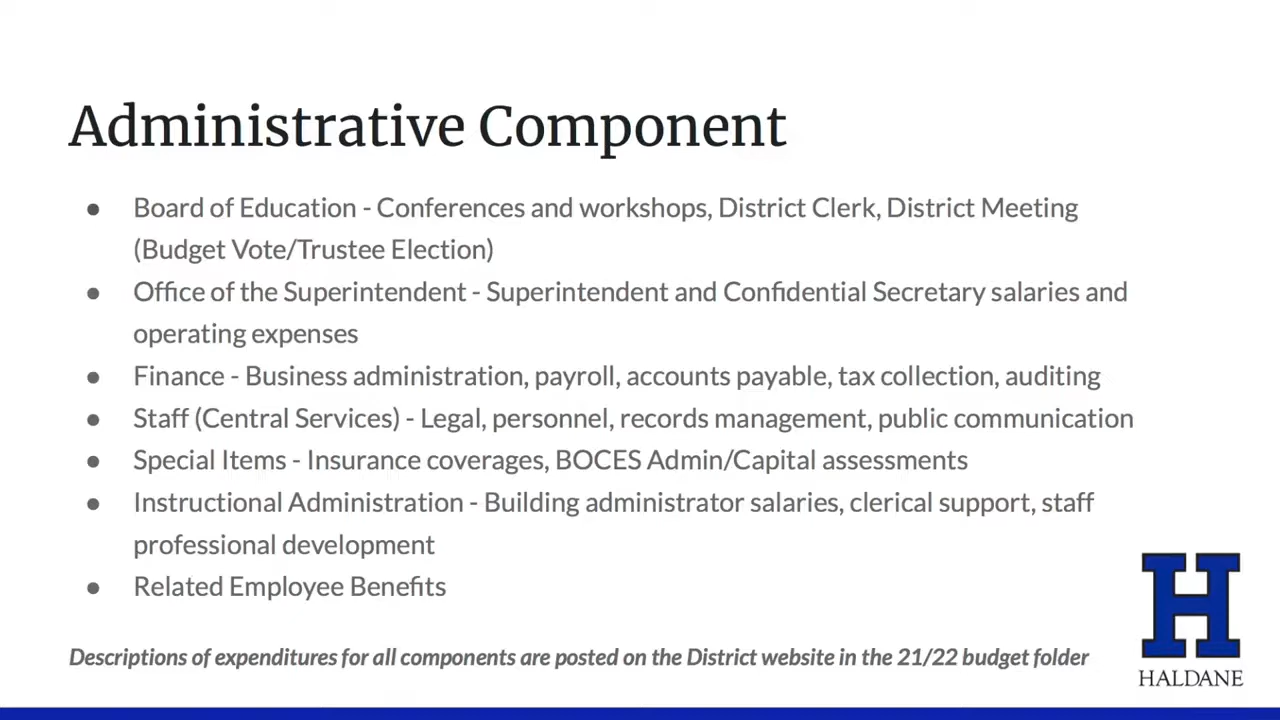 Administrative Component
● Board of Education - Conferences and workshops, District Clerk, District Meeting
(Budget Vote/Trustee Election)
● Office of the Superintendent - Superintendent and Confidential Secretary salaries and
operating expenses
● Finance - Business administration, payroll, accounts payable, tax collection, auditing
● Staff (Central Services) - Legal, personnel, records management, public communication
● Special Items - Insurance coverages, BOCES Admin/Capital assessments
● Instructional Administration - Building administrator salaries, clerical support, staff
professional development
● Related Employee Benefits
Descriptions of expenditures for all components are posted on the District website in the 21/22 budget folder
H
HALDANE